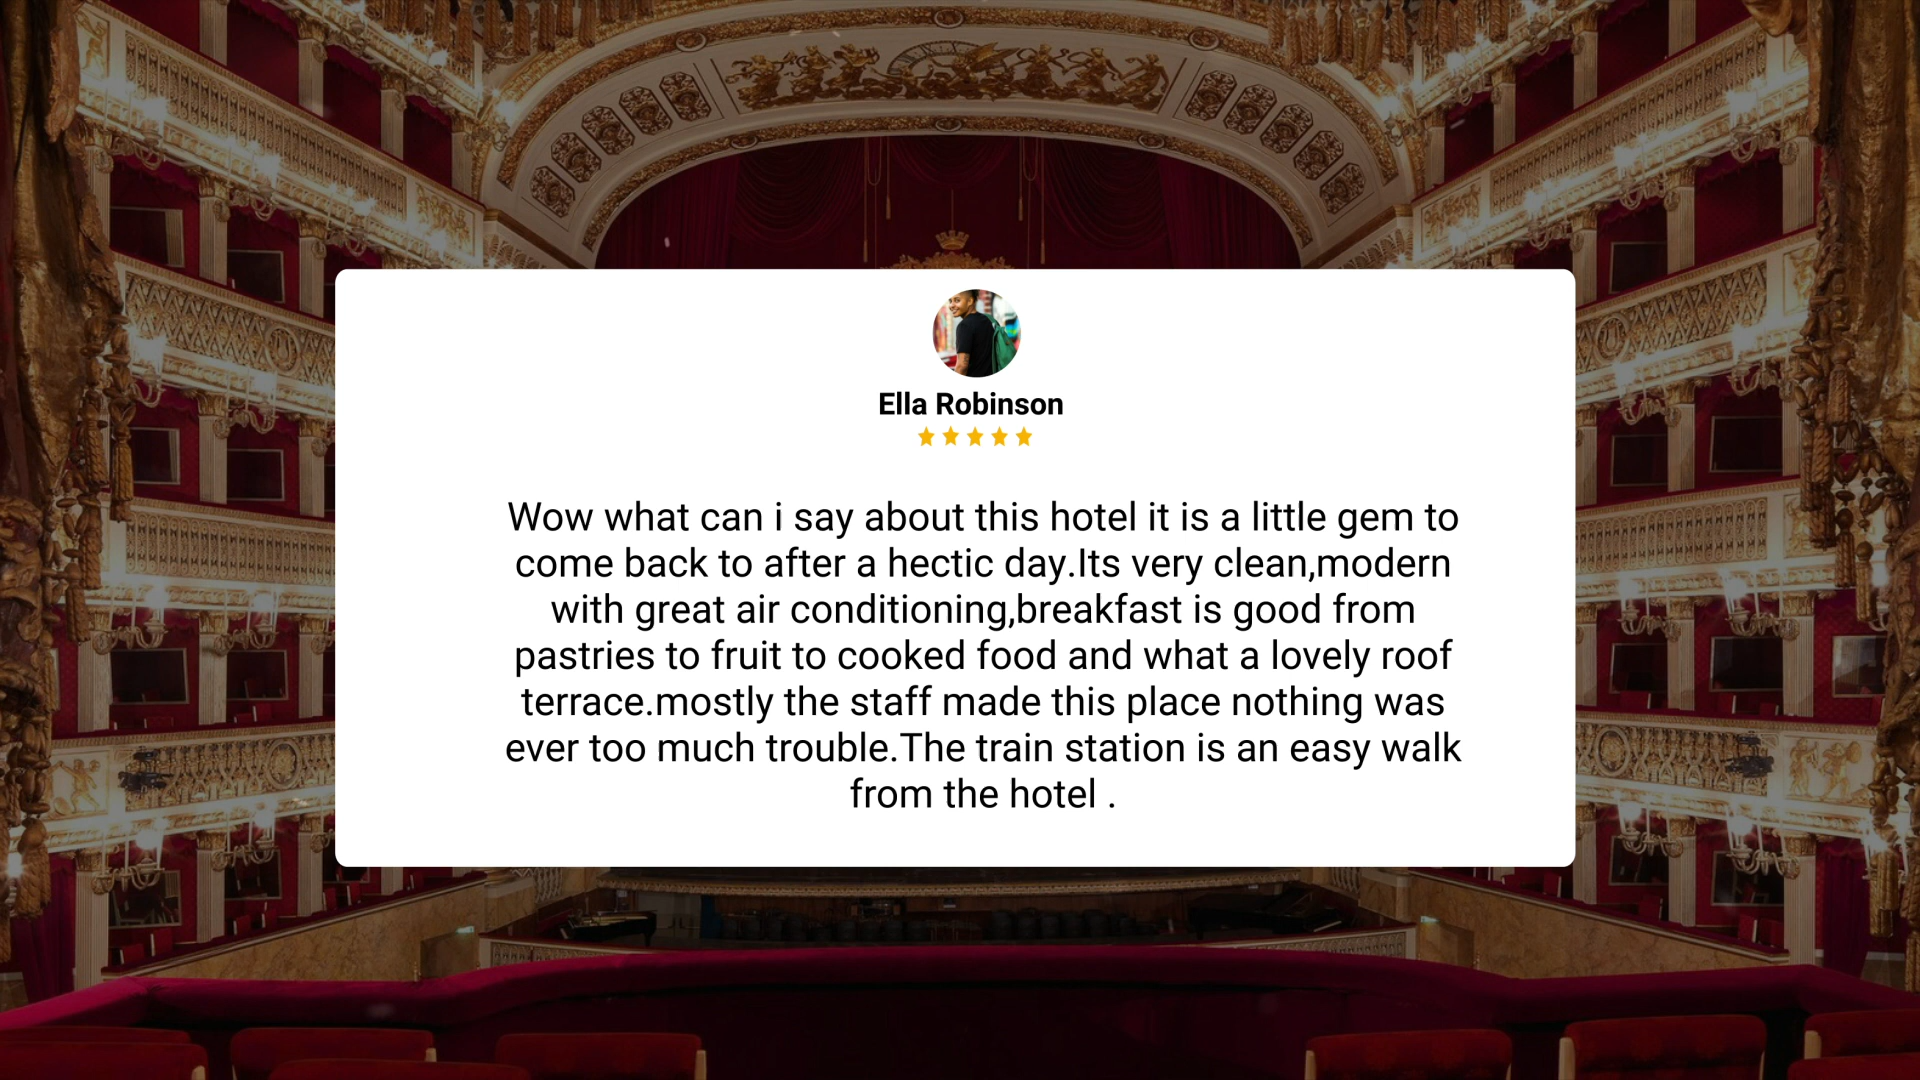 Ella Robinson
Wow what can i say about this hotel it is a little gem to
come back to after a hectic day.Its very clean,modern
with great air conditioning,breakfast is good from
pastries to fruit to cooked food and what a lovely roof
terrace.mostly the staff made this place nothing was
ever too much trouble.The train station is an easy walk
from the hotel .